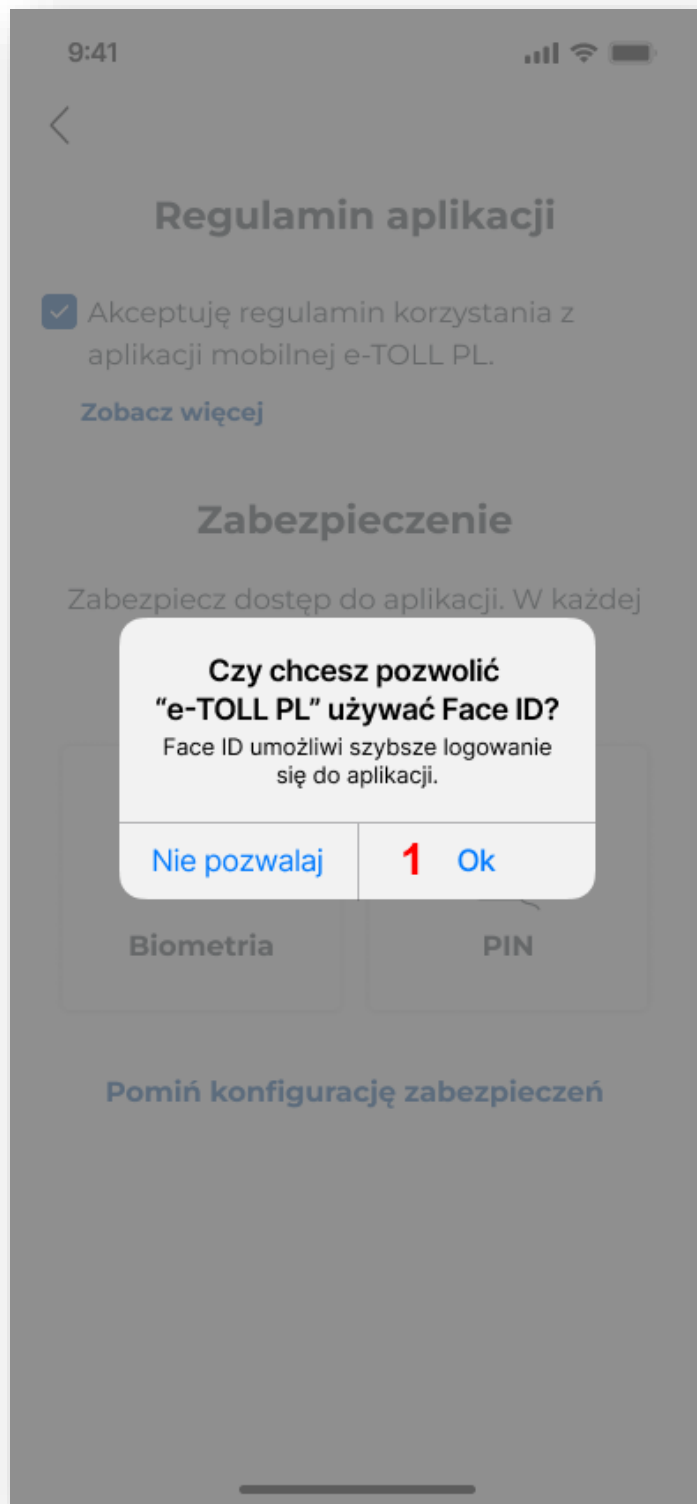 9:41
Regulamin aplikacji
Akceptuję regulamin korzystania z
aplikacji mobilnej e-TOLL PL.
Zobacz więcej
Zabezpieczenie
Zabezpiecz dostęp do aplikacji. W każdej
Czy chcesz pozwolić
“e-TOLL PL” używać Face ID?
Face ID umożliwi szybsze logowanie
się do aplikacji.
Nie pozwalaj 1 Ok
Biometria PIN
Pomiń konfigurację zabezpieczeń